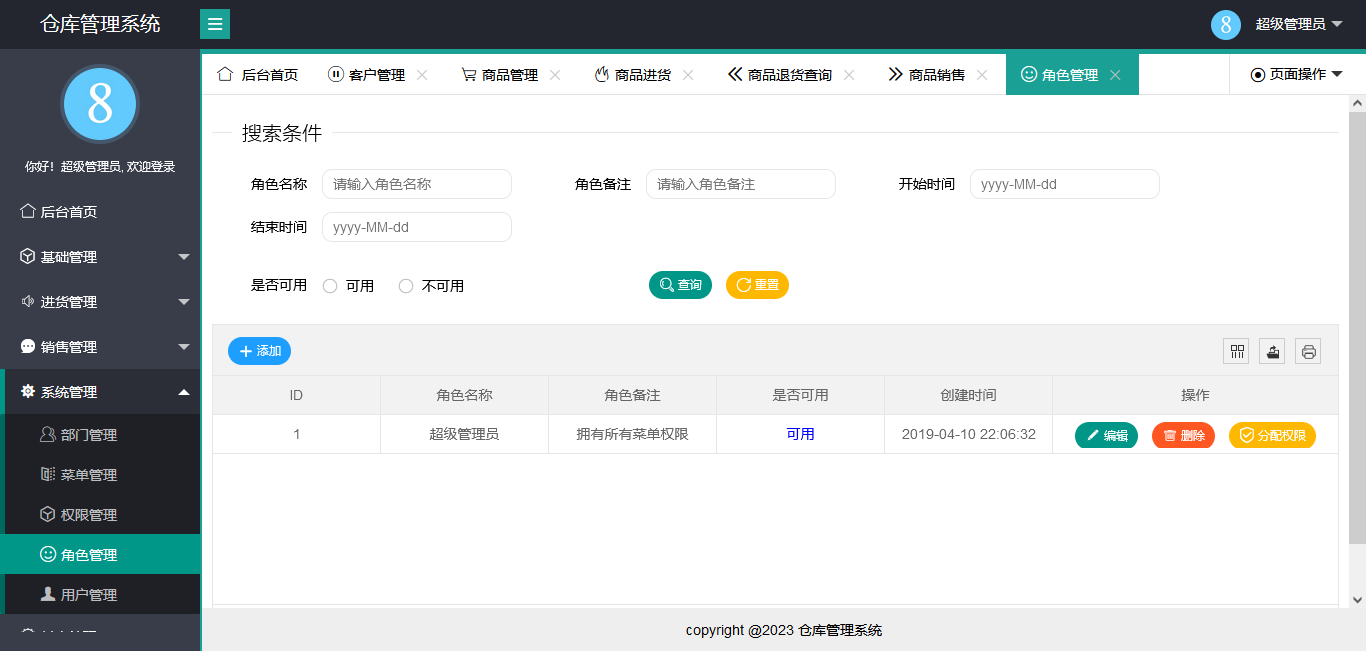 仓库管理系统
8 超级管理员
8
你好！超级管理员, 欢迎登录
后台首页
基础管理
进货管理
销售管理
系统管理
部门管理
菜单管理
权限管理
角色管理
用户管理
后台首页 客户管理 商品管理 商品进货 商品退货查询 商品销售 角色管理 页面操作
搜索条件
角色名称 请输入角色名称 角色备注 请输入角色备注 开始时间 yyyy-MM-dd
结束时间 yyyy-MM-dd
是否可用 可用 不可用 查询 重置
添加
ID 角色名称 角色备注 是否可用 创建时间 操作
1 超级管理员 拥有所有菜单权限 可用 2019-04-10 22:06:32 编辑 删除 分配权限
copyright @2023 仓库管理系统